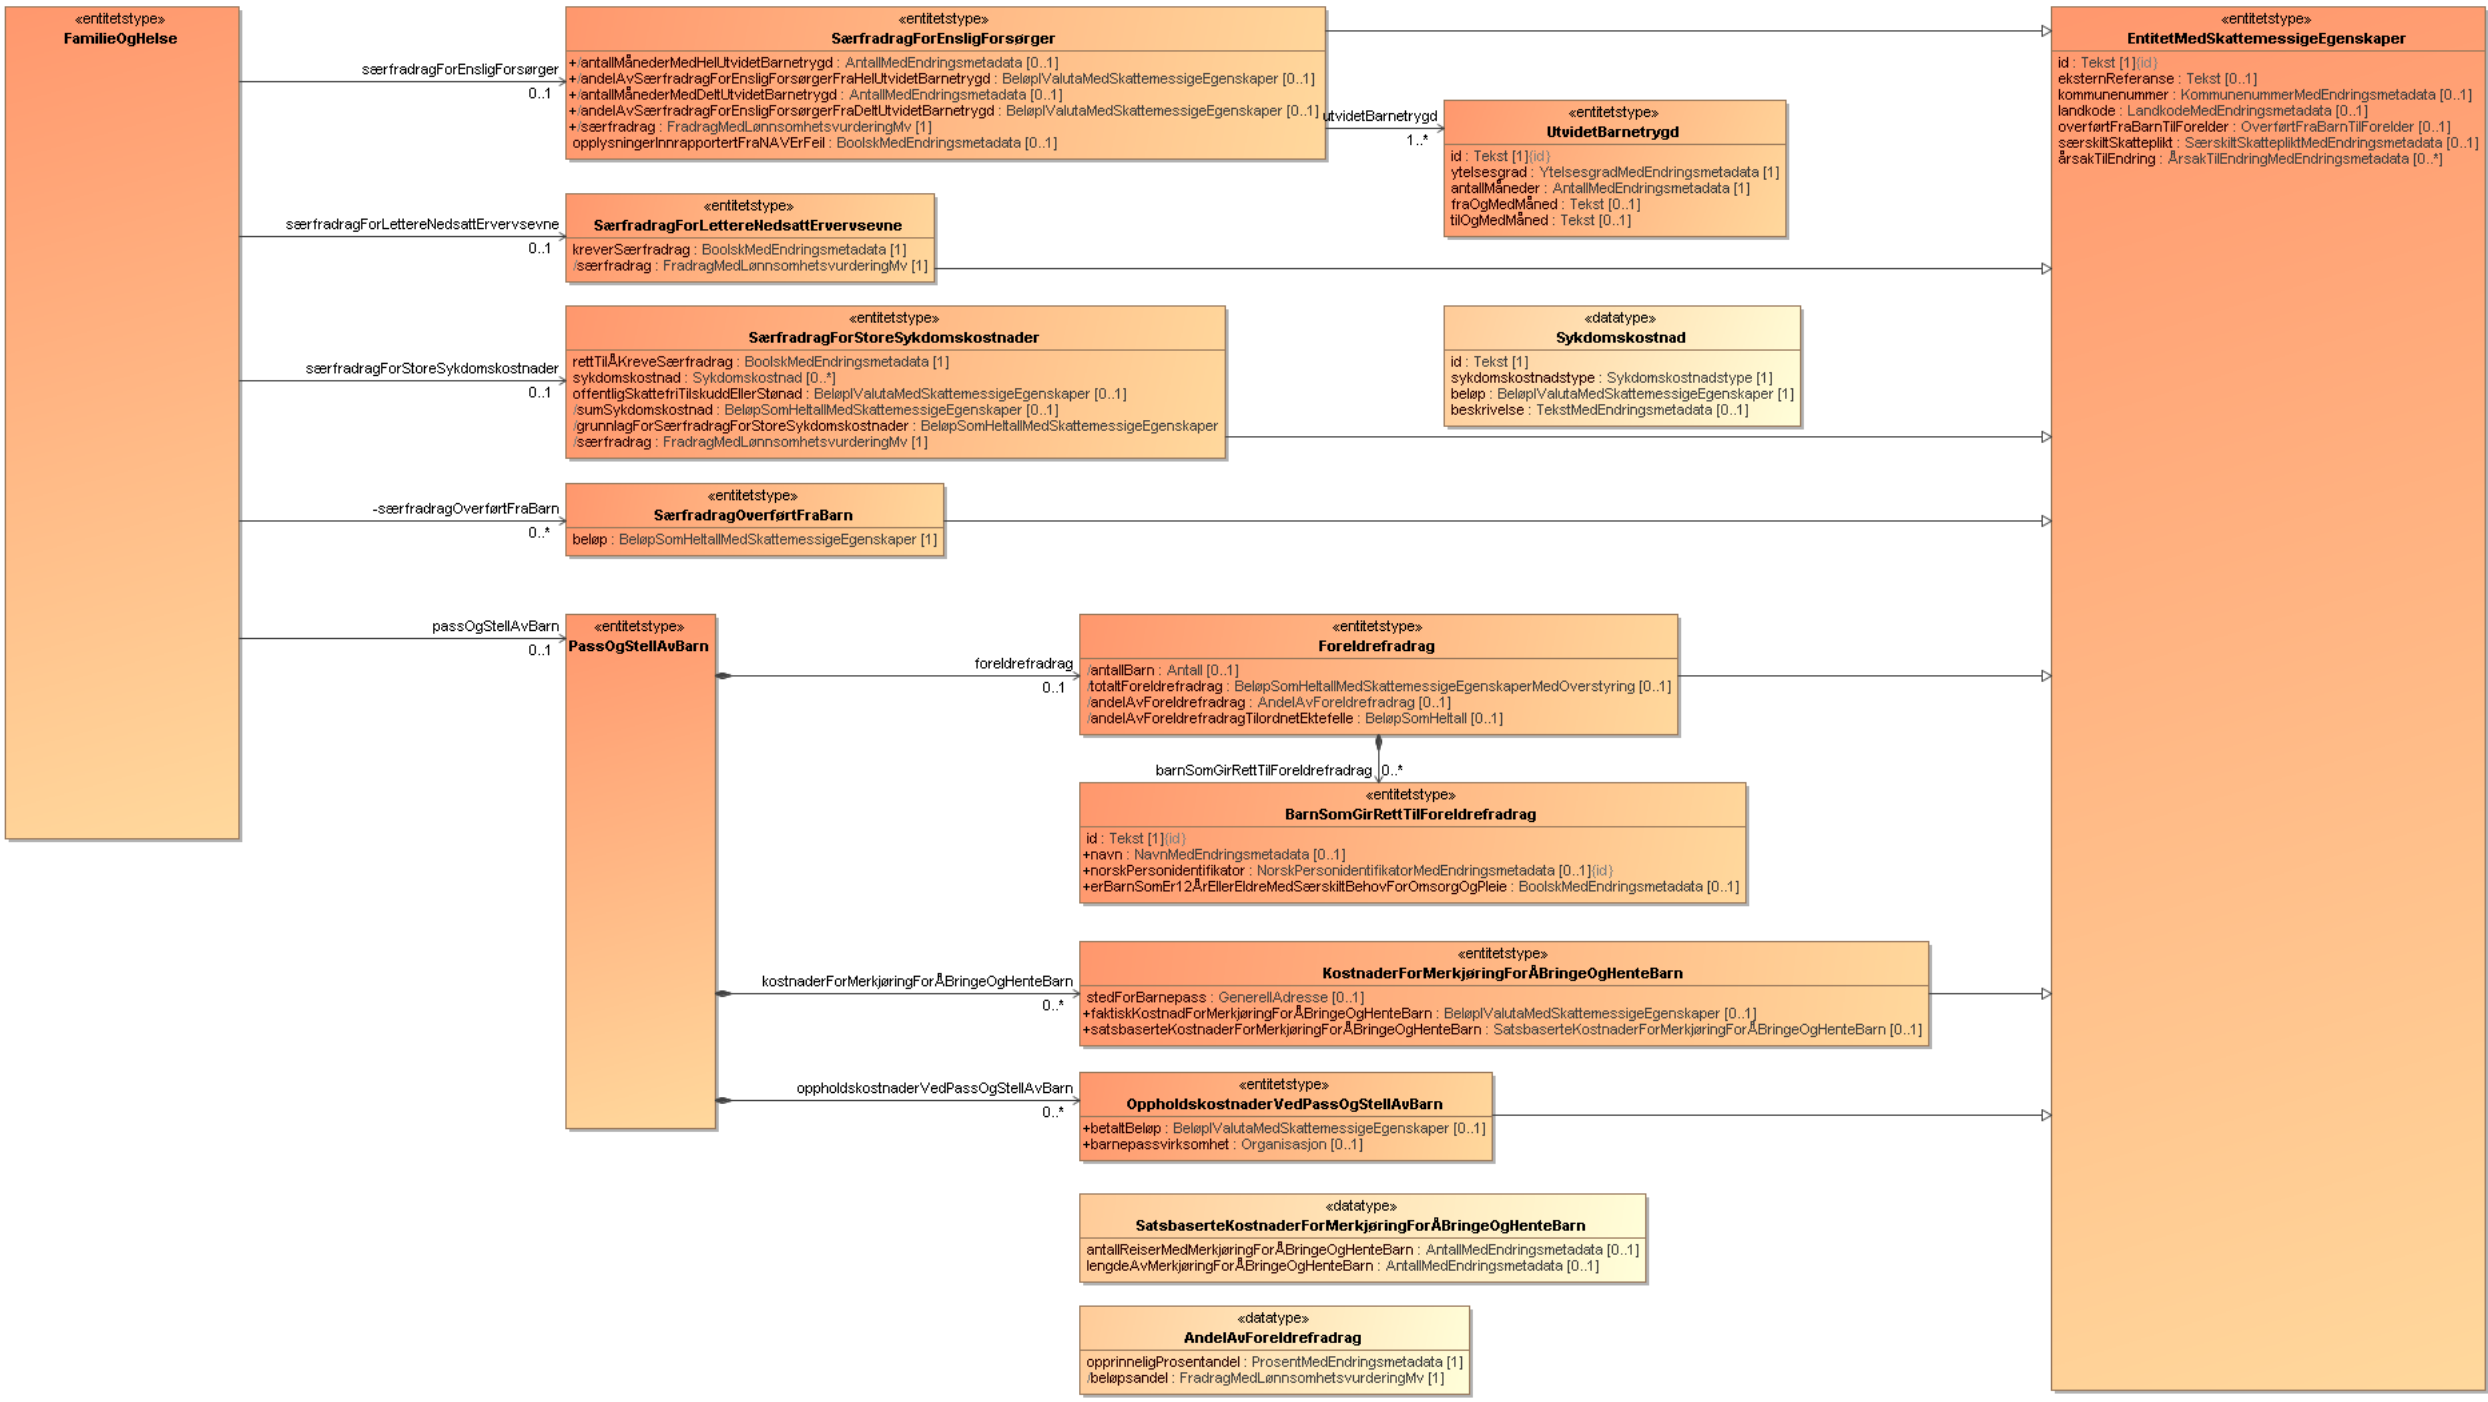 «entitetstype»
FamilieOgHelse
særfradragForEnsligForsørger
0..1
særfradragForLettereNedsattErvervsevne
0..1
særfradragForStoreSykdomskostnader
0..1
-særfradragOverførtFraBarn
0..*
passOgStellAvBarn
0..1
«entitetstype»
SærfradragForEnsligForsørger
+/antallMånederMedHelUtvidetBarnetrygd : AntallMedEndringsmetadata [0..1]
+/andelAvSærfradragForEnsligForsørgerFraHelUtvidetBarnetrygd : BeløpIValutaMedSkattemessigeEgenskaper [0..1]
+/antallMånederMedDeltUtvidetBarnetrygd : AntallMedEndringsmetadata [0..1]
+/andelAvSærfradragForEnsligForsørgerFraDeltUtvidetBarnetrygd : BeløpIValutaMedSkattemessigeEgenskaper [0..1]
+/særfradrag : FradragMedLønnsomhetsvurderingMv [1]
opplysningerInnrapportertFraNAVErFeil : BoolskMedEndringsmetadata [0..1]
utvidetBarnetrygd
1..*
«entitetstype»
UtvidetBarnetrygd
id : Tekst [1]{id}
ytelsesgrad : YtelsesgradMedEndringsmetadata [1]
antallMåneder : AntallMedEndringsmetadata [1]
fraOgMedMåned : Tekst [0..1]
tilOgMedMåned : Tekst [0..1]
«entitetstype»
SærfradragForLettereNedsattErvervsevne
kreverSærfradrag : BoolskMedEndringsmetadata [1]
/særfradrag : FradragMedLønnsomhetsvurderingMv [1]
«entitetstype»
SærfradragForStoreSykdomskostnader
rettTilÅKreveSærfradrag : BoolskMedEndringsmetadata [1]
sykdomskostnad : Sykdomskostnad [0..*]
offentligSkattefriTilskuddEllerStønad : BeløpIValutaMedSkattemessigeEgenskaper [0..1]
/sumSykdomskostnad : BeløpSomHeltallMedSkattemessigeEgenskaper [0..1]
/grunnlagForSærfradragForStoreSykdomskostnader : BeløpSomHeltallMedSkattemessigeEgenskaper
/særfradrag : FradragMedLønnsomhetsvurderingMv [1]
«datatype»
Sykdomskostnad
id : Tekst [1]
sykdomskostnadstype : Sykdomskostnadstype [1]
beløp : BeløpIValutaMedSkattemessigeEgenskaper [1]
beskrivelse : TekstMedEndringsmetadata [0..1]
«entitetstype»
SærfradragOverførtFraBarn
beløp : BeløpSomHeltallMedSkattemessigeEgenskaper [1]
«entitetstype»
PassOgStellAvBarn
foreldrefradrag
0..1
«entitetstype»
Foreldrefradrag
/antallBarn : Antall [0..1]
/totaltForeldrefradrag : BeløpSomHeltallMedSkattemessigeEgenskaperMedOverstyring [0..1]
/andelAvForeldrefradrag : AndelAvForeldrefradrag [0..1]
/andelAvForeldrefradragTilordnetEktefelle : BeløpSomHeltall [0..1]
barnSomGirRettTilForeldrefradrag
0..*
«entitetstype»
BarnSomGirRettTilForeldrefradrag
id : Tekst [1]{id}
+navn : NavnMedEndringsmetadata [0..1]
+norskPersonidentifikator : NorskPersonidentifikatorMedEndringsmetadata [0..1]{id}
+erBarnSomEr12ÅrEllerEldreMedSærskiltBehovForOmsorgOgPleie : BoolskMedEndringsmetadata [0..1]
kostnaderForMerkjøringForÅBringeOgHenteBarn
0..*
«entitetstype»
KostnaderForMerkjøringForÅBringeOgHenteBarn
stedForBarnepass : GenerellAdresse [0..1]
+faktiskKostnadForMerkjøringForÅBringeOgHenteBarn : BeløpIValutaMedSkattemessigeEgenskaper [0..1]
+satsbaserteKostnaderForMerkjøringForÅBringeOgHenteBarn : SatsbaserteKostnaderForMerkjøringForÅBringeOgHenteBarn [0..1]
oppholdskostnaderVedPassOgStellAvBarn
0..*
«entitetstype»
OppholdskostnaderVedPassOgStellAvBarn
+betaltBeløp : BeløpIValutaMedSkattemessigeEgenskaper [0..1]
+barnepassvirksomhet : Organisasjon [0..1]
«datatype»
SatsbaserteKostnaderForMerkjøringForÅBringeOgHenteBarn
antallReiserMedMerkjøringForÅBringeOgHenteBarn : AntallMedEndringsmetadata [0..1]
lengdeAvMerkjøringForÅBringeOgHenteBarn : AntallMedEndringsmetadata [0..1]
«datatype»
AndelAvForeldrefradrag
opprinneligProsentandel : ProsentMedEndringsmetadata [1]
/beløpsandel : FradragMedLønnsomhetsvurderingMv [1]
«entitetstype»
EntitetMedSkattemessigeEgenskaper
id : Tekst [1]{id}
eksternReferanse : Tekst [0..1]
kommunenummer : KommunenummerMedEndringsmetadata [0..1]
landkode : LandkodeMedEndringsmetadata [0..1]
overførtFraBarnTilForelder : OverførtFraBarnTilForelder [0..1]
særskiltSkatteplikt : SærskiltSkattepliktMedEndringsmetadata [0..1]
årsakTilEndring : ÅrsakTilEndringMedEndringsmetadata [0..*]